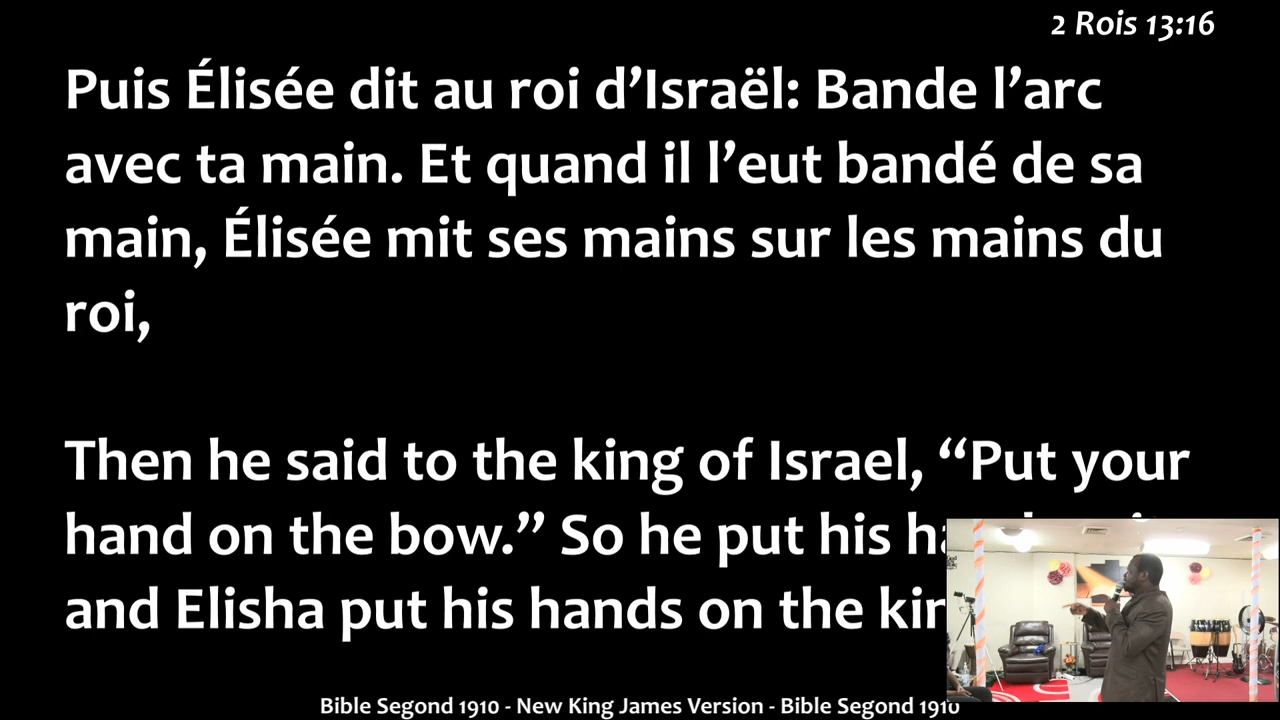 2 Rois 13:16
Puis Élisée dit au roi d’Israël: Bande l’arc
avec ta main. Et quand il l’eut bandé de sa
main, Élisée mit ses mains sur les mains du
roi,
Then he said to the king of Israel, “Put your
hand on the bow.” So he put his
and Elisha put his hands on the
Bible Segond 1910 - New King James Version - Bible Segond 1910